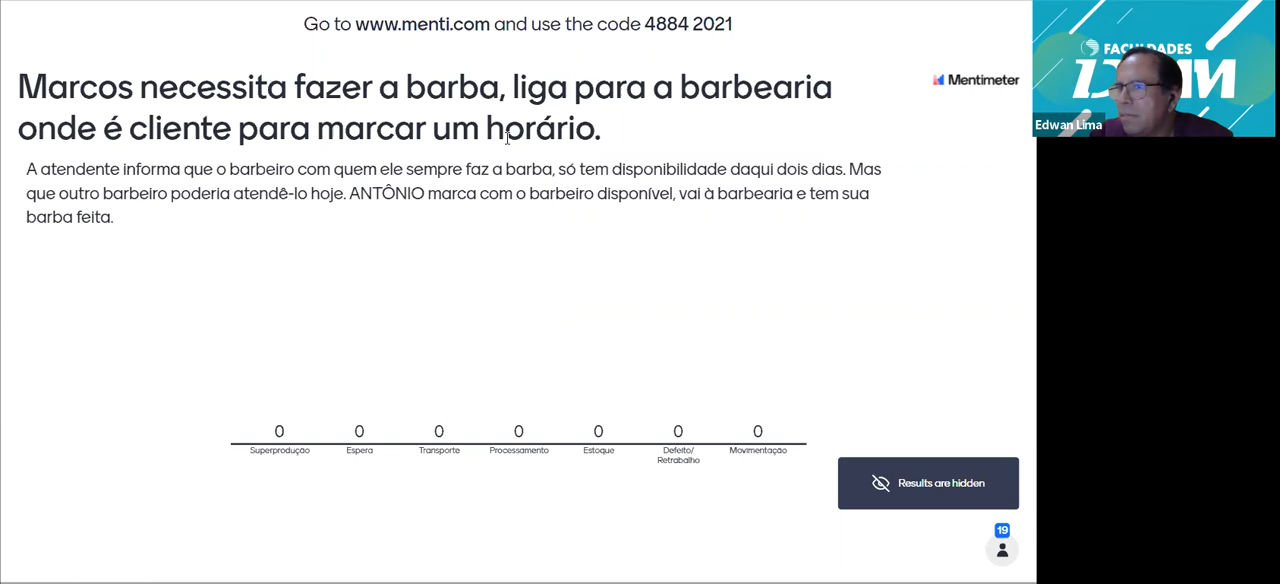 Go to www.menti.com and use the code 4884 2021
Marcos necessita fazer a barba, liga para a barbearia
onde é cliente para marcar um horário.
Mentimeter
A atendente informa que o barbeiro com quem ele sempre faz a barba, só tem disponibilidade daqui dois dias. Mas
que outro barbeiro poderia atendê-lo hoje. ANTÔNIO marca com o barbeiro disponível, vai à barbearia e tem sua
barba feita.
0 0 0 0 0 0 0
Superprodução Espera Transporte Processamento Estoque Defeito/ Movimentação
Retrabalho
Results are hidden
19
FACULDADES
Edwan Lima